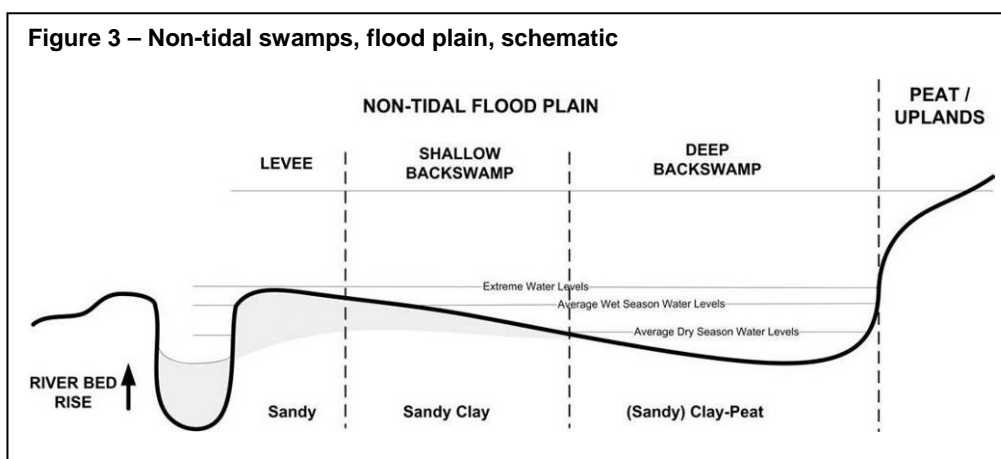 Figure 3 – Non-tidal swamps, flood plain, schematic
PEAT /
UPLANDS
NON-TIDAL FLOOD PLAIN
LEVEE
SHALLOW
BACKSWAMP
DEEP
BACKSWAMP
Extreme Water Levels
Average Wet Season Water Levels
Average Dry Season Water Levels
RIVER BED
RISE
Sandy
Sandy Clay
(Sandy) Clay-Peat